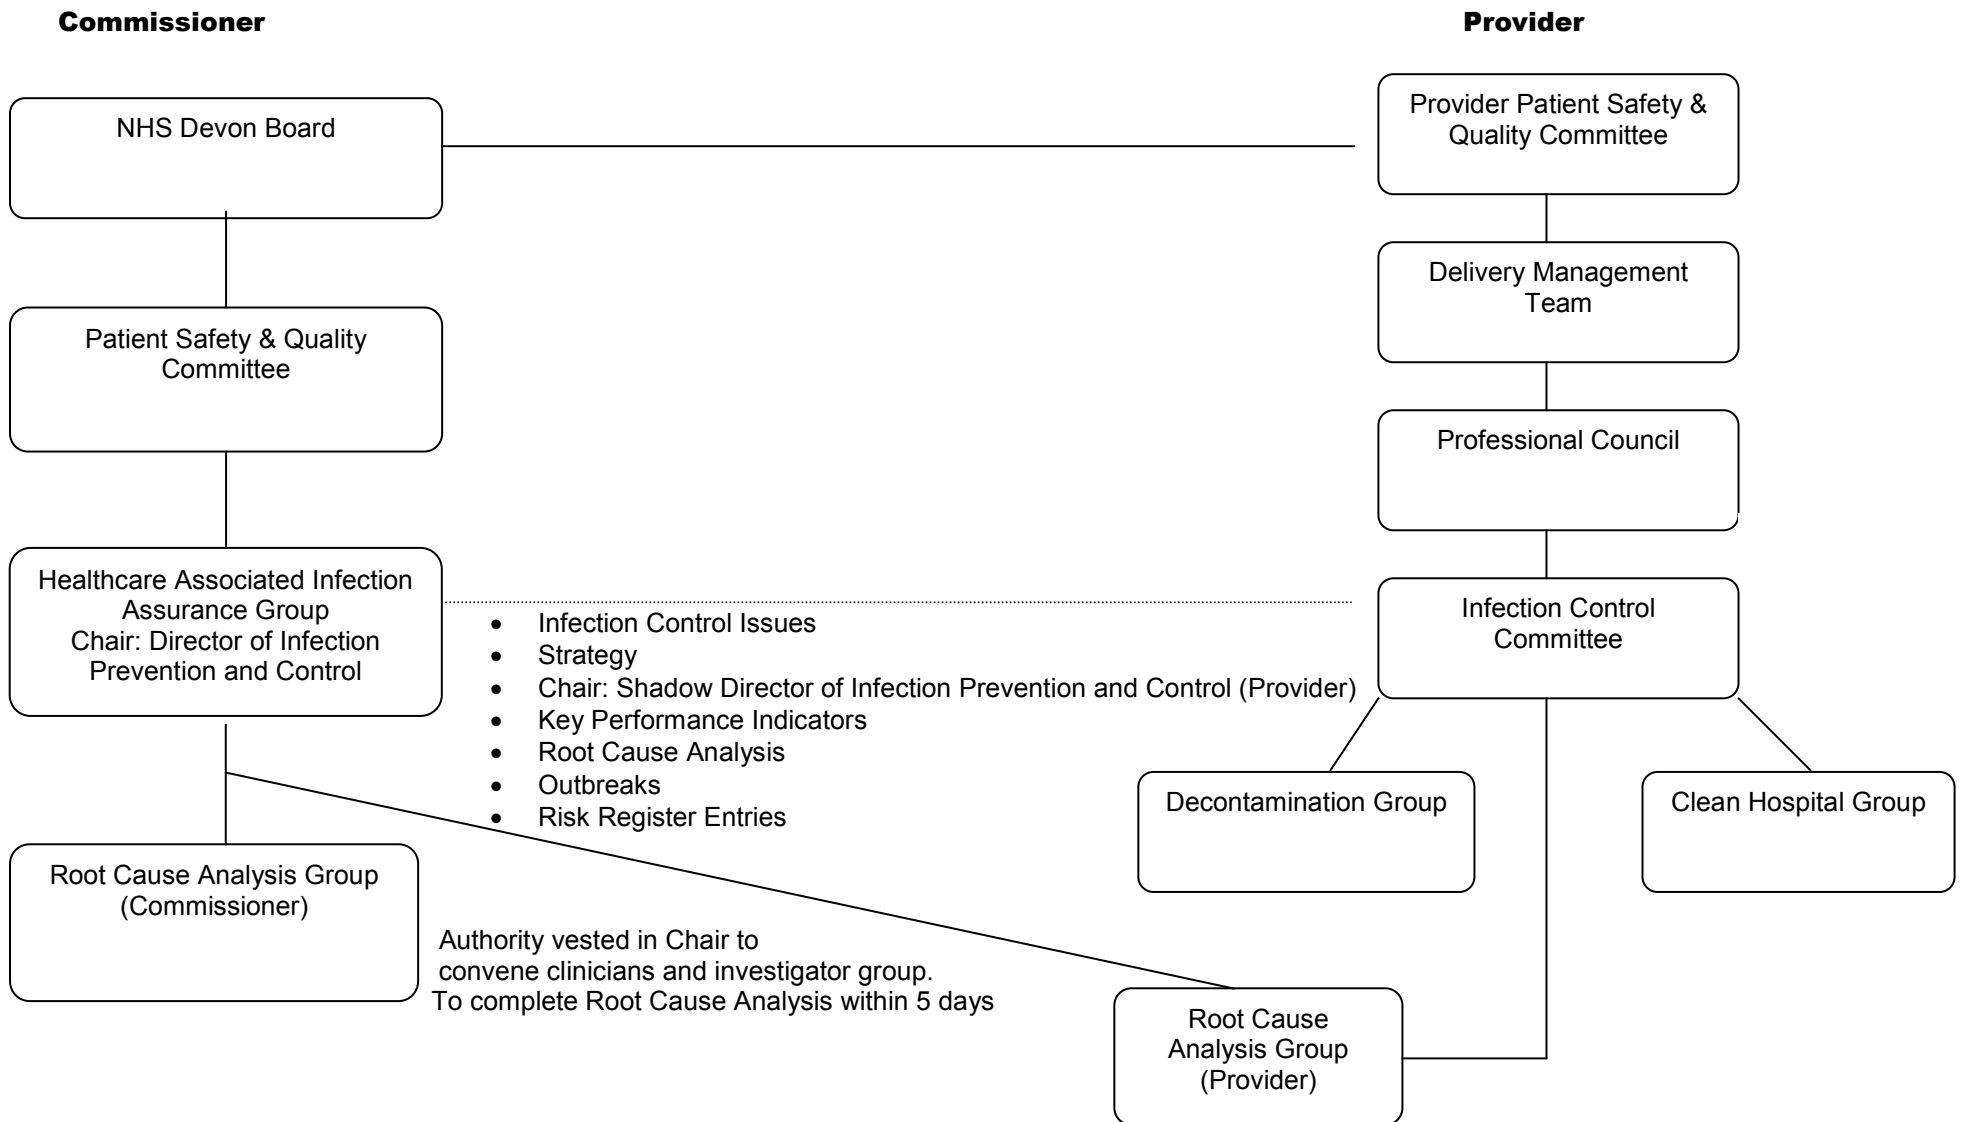 Commissioner
Provider
NHS Devon Board
Provider Patient Safety &
Quality Committee
Delivery Management
Team
Patient Safety & Quality
Committee
Professional Council
Healthcare Associated Infection
Assurance Group
Chair: Director of Infection
Prevention and Control
• Infection Control Issues
• Strategy
• Chair: Shadow Director of Infection Prevention and Control (Provider)
• Key Performance Indicators
• Root Cause Analysis
• Outbreaks
• Risk Register Entries
Infection Control
Committee
Decontamination Group
Clean Hospital Group
Root Cause Analysis Group
(Commissioner)
Authority vested in Chair to
convene clinicians and investigator group.
To complete Root Cause Analysis within 5 days
Root Cause
Analysis Group
(Provider)